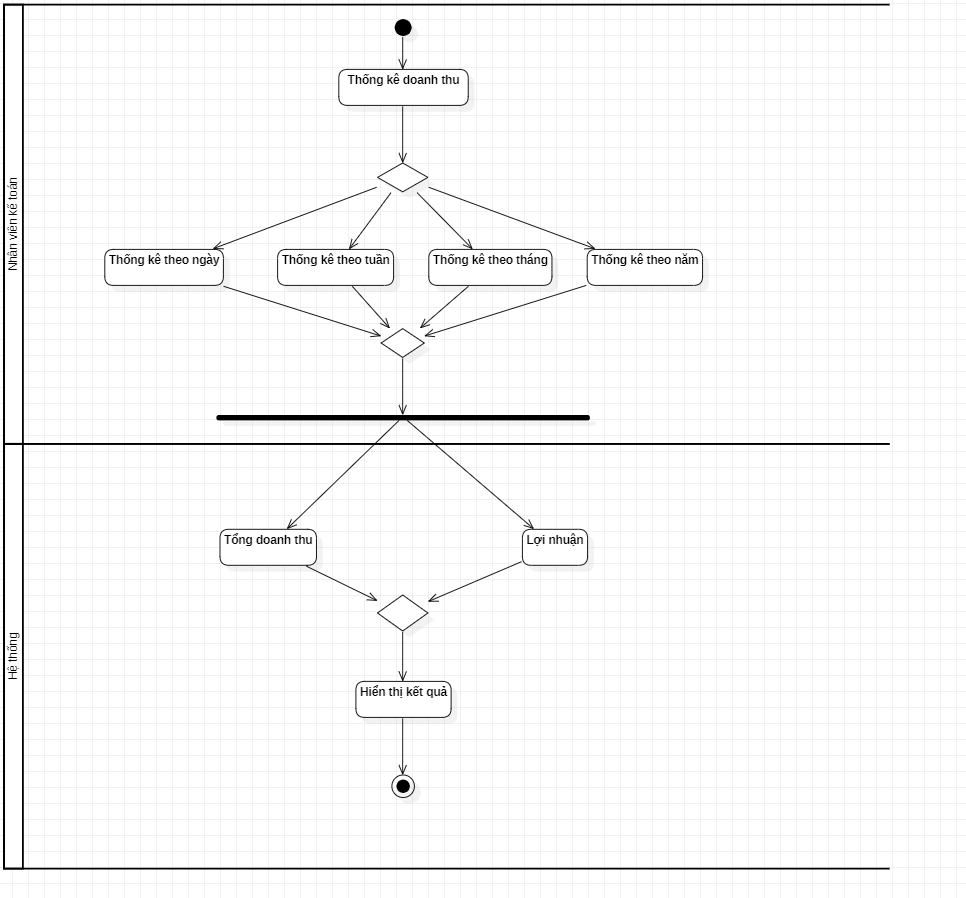 Nhân viên kế toán
Thống kê doanh thu
Thống kê theo ngày
Thống kê theo tuần
Thống kê theo tháng
Thống kê theo năm
Hệ thống
Tổng doanh thu
Lợi nhuận
Hiển thị kết quả